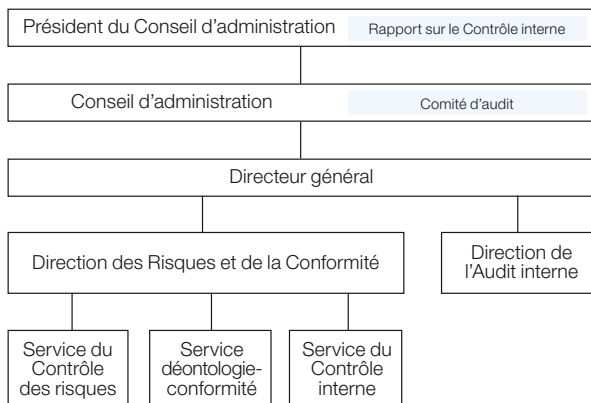 Président du Conseil d'administration
Rapport sur le Contrôle interne
Conseil d'administration
Comité d'audit
Directeur général
Direction des Risques et de la Conformité
Direction de
l'Audit interne
Service du
Contrôle
des risques
Service
déontologie-
conformité
Service du
Contrôle
interne